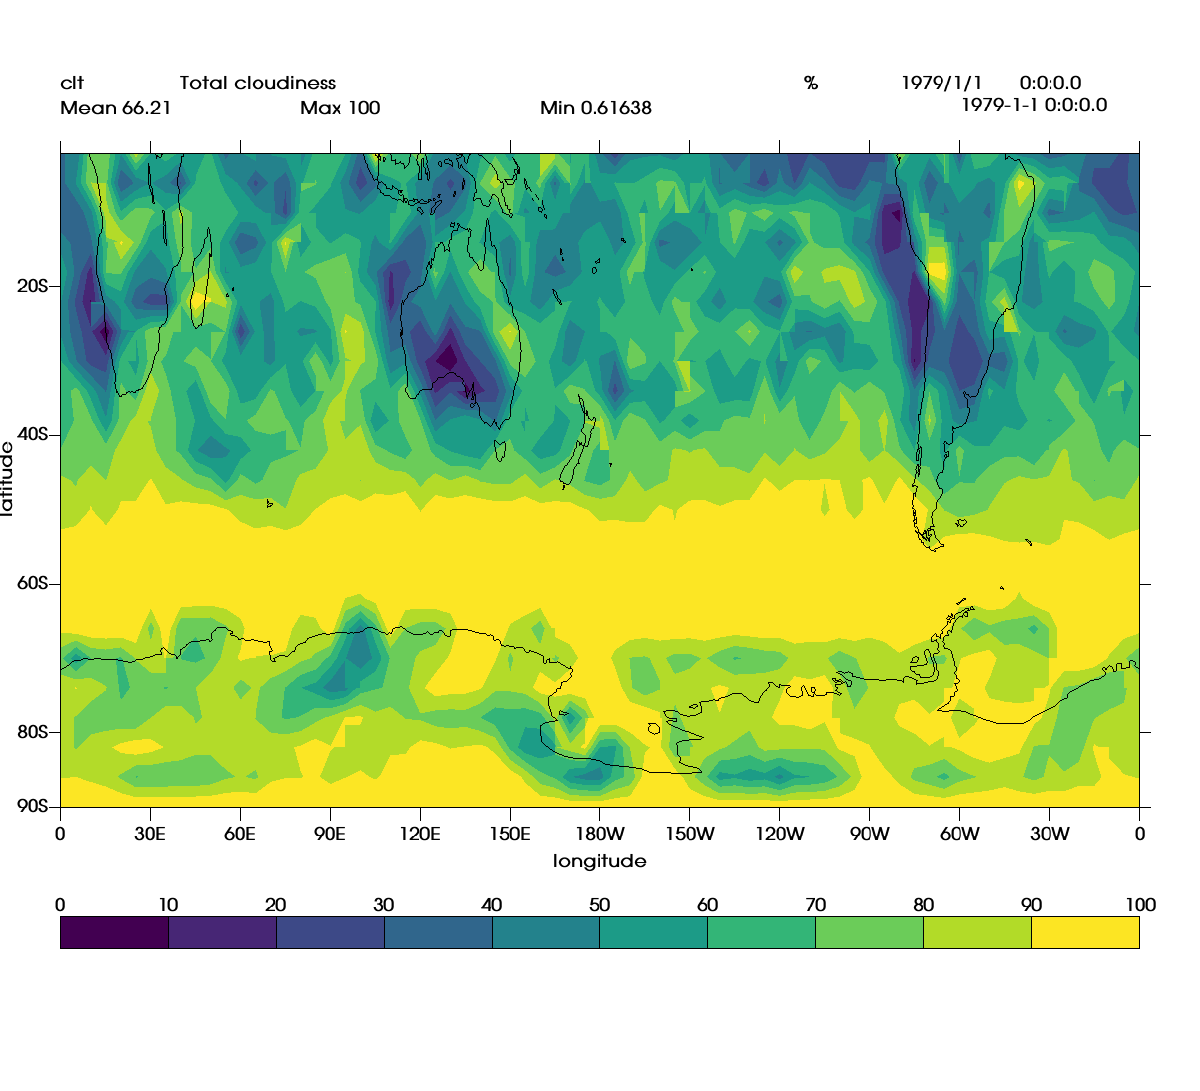 clt Total cloudiness % 1979/1/1 0:0:0.0
Mean 66.21 Max 100 Min 0.61638 1979-1-1 0:0:0.0
20S
40S
latitude
60S
80S
90S
0 30E 60E 90E 120E 150E 180W 150W 120W 90W 60W 30W 0
longitude
0 10 20 30 40 50 60 70 80 90 100